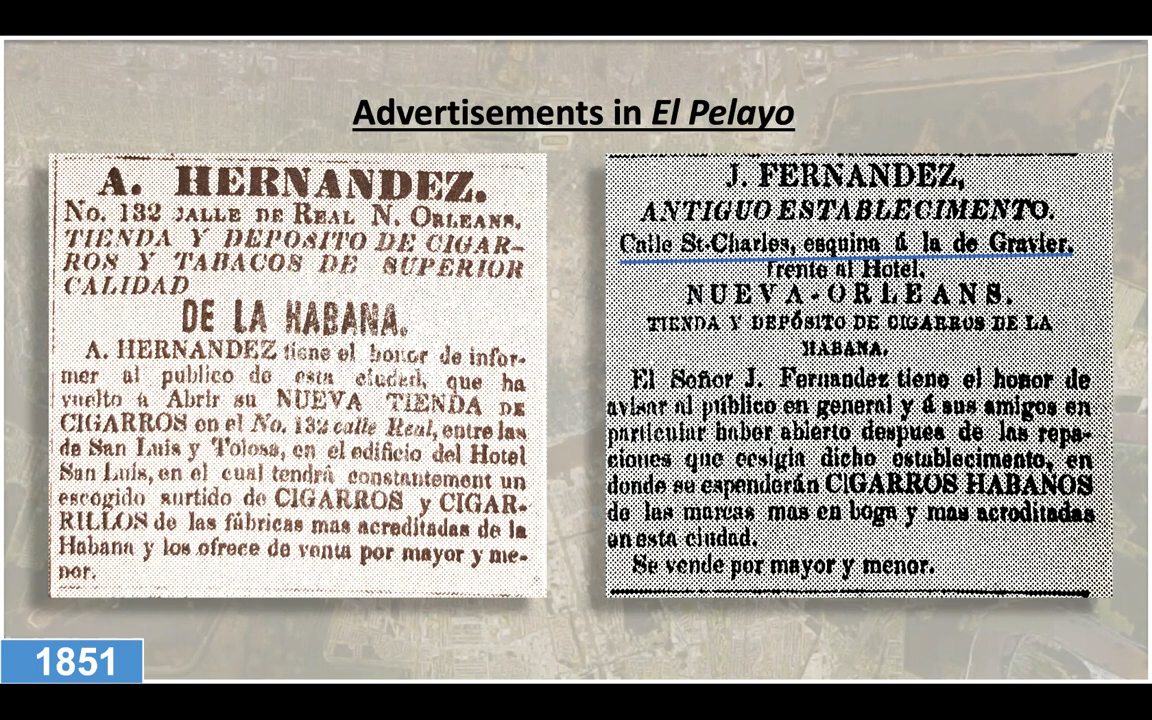 Advertisements in El Pelayo
A. HERNANDEZ.
No. 132 JALLE DE REAL N. ORLEANS.
TIENDA Y DEPOSITO DE CIGAR-
ROS Y TABACOS DE SUPERIOR
CALIDAD
DE LA HABANA.
A. HERNANDEZ tiene el honor de infor-
mer al publico de esta ciudad, que ha
vuelto a Abrir su NUEVA TIENDA DE
CIGARROS en el No. 132 calle Real, entre las
de San Luis y Tolosa, en el edificio del Hotel
San Luis, en el cual tendrá constantement un
escogido surtido de CIGARROS y CIGAR-
RILLOS de las fábricas mas acreditadas de la
Habana y los ofrece de venta por mayor y me-
nor.
J. FERNANDEZ,
ANTIGUO ESTABLECIMENTO.
Calle St-Charles, esquina á la de Gravier.
frente al Hotel.
NUEVA-ORLEANS.
TIENDA Y DEPÓSITO DE CIGARROS DE LA
HABANA.
El Señor J. Fernandez tiene el honor de
avisar al público en general y á sus amigos en
particular haber abierto despues de las repa-
ciones que ecsigia dicho establecimento, en
donde se espenderán CIGARROS HABANOS
de las marcas mas en boga y mas acreditadas
en esta ciudad.
Se vende por mayor y menor.
1851